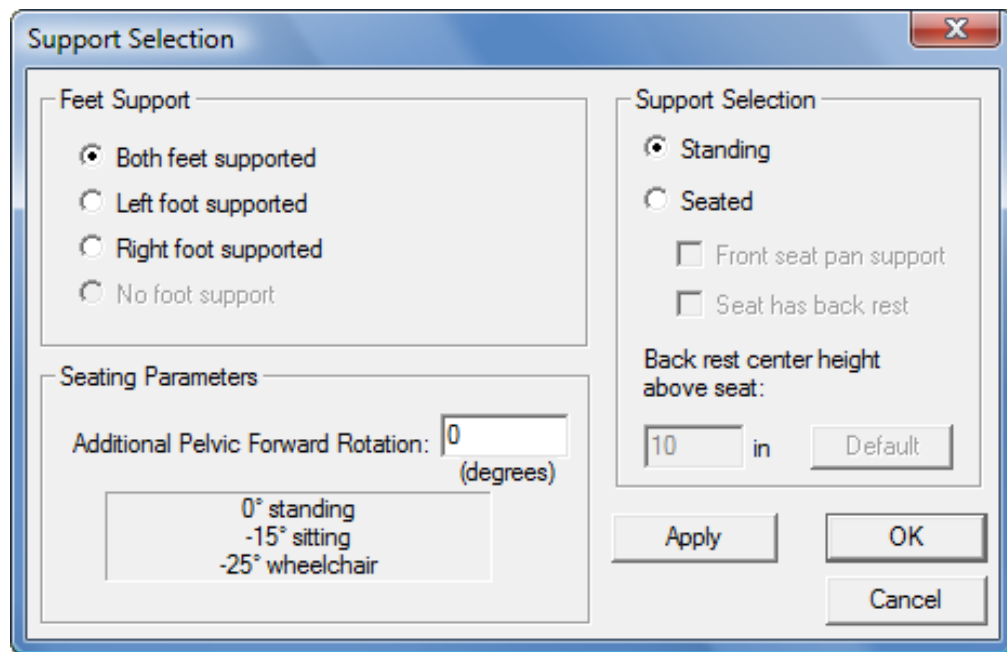 Support Selection
X
Feet Support
Both feet supported
Left foot supported
Right foot supported
No foot support
Seating Parameters
Additional Pelvic Forward Rotation: 0
(degrees)
0° standing
-15° sitting
-25° wheelchair
Support Selection
Standing
Seated
Front seat pan support
Seat has back rest
Back rest center height
above seat:
10 in Default
Apply OK
Cancel